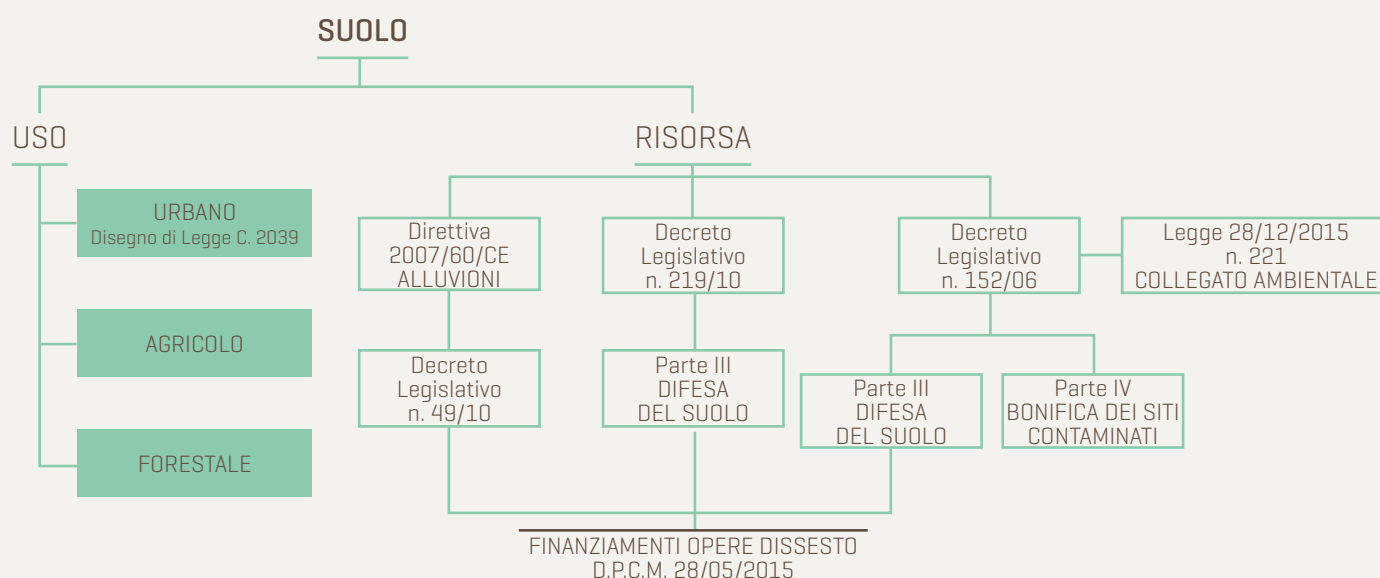 SUOLO
USO
RISORSA
URBANO
Disegno di Legge C. 2039
AGRICOLO
FORESTALE
Direttiva
2007/60/CE
ALLUVIONI
Decreto
Legislativo
n. 49/10
Decreto
Legislativo
n. 219/10
Parte III
DIFESA
DEL SUOLO
Decreto
Legislativo
n. 152/06
Legge 28/12/2015
n. 221
COLLEGATO AMBIENTALE
Parte III
DIFESA
DEL SUOLO
Parte IV
BONIFICA DEI SITI
CONTAMINATI
FINANZIAMENTI OPERE DISSESTO
D.P.C.M. 28/05/2015